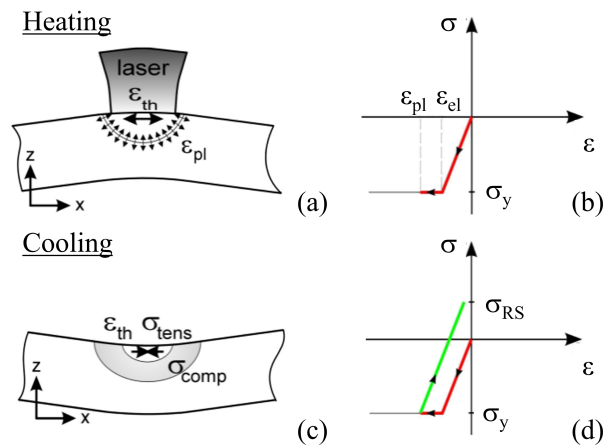 Heating
laser
ε_th
ε_pl
z
x
(a)
σ
ε_pl ε_el
ε
σ_y
(b)
Cooling
ε_th σ_tens
σ_comp
z
x
(c)
σ
σ_RS
ε
σ_y
(d)